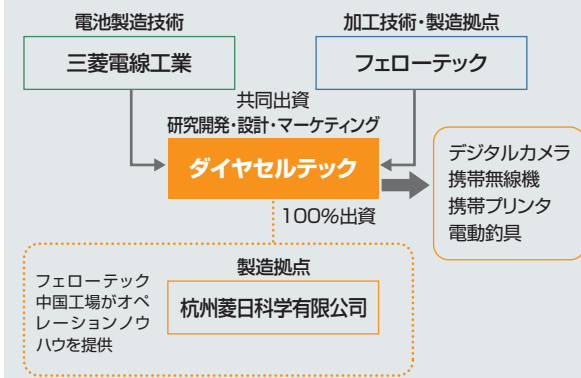 電池製造技術
三菱電線工業
加工技術・製造拠点
フェローテック
共同出資
研究開発・設計・マーケティング
ダイヤセルテック
デジタルカメラ
携帯無線機
携帯プリンタ
電動釣具
100%出資
製造拠点
杭州菱日科学有限公司
フェローテック
中国工場がオペ
レーションノウ
ハウを提供